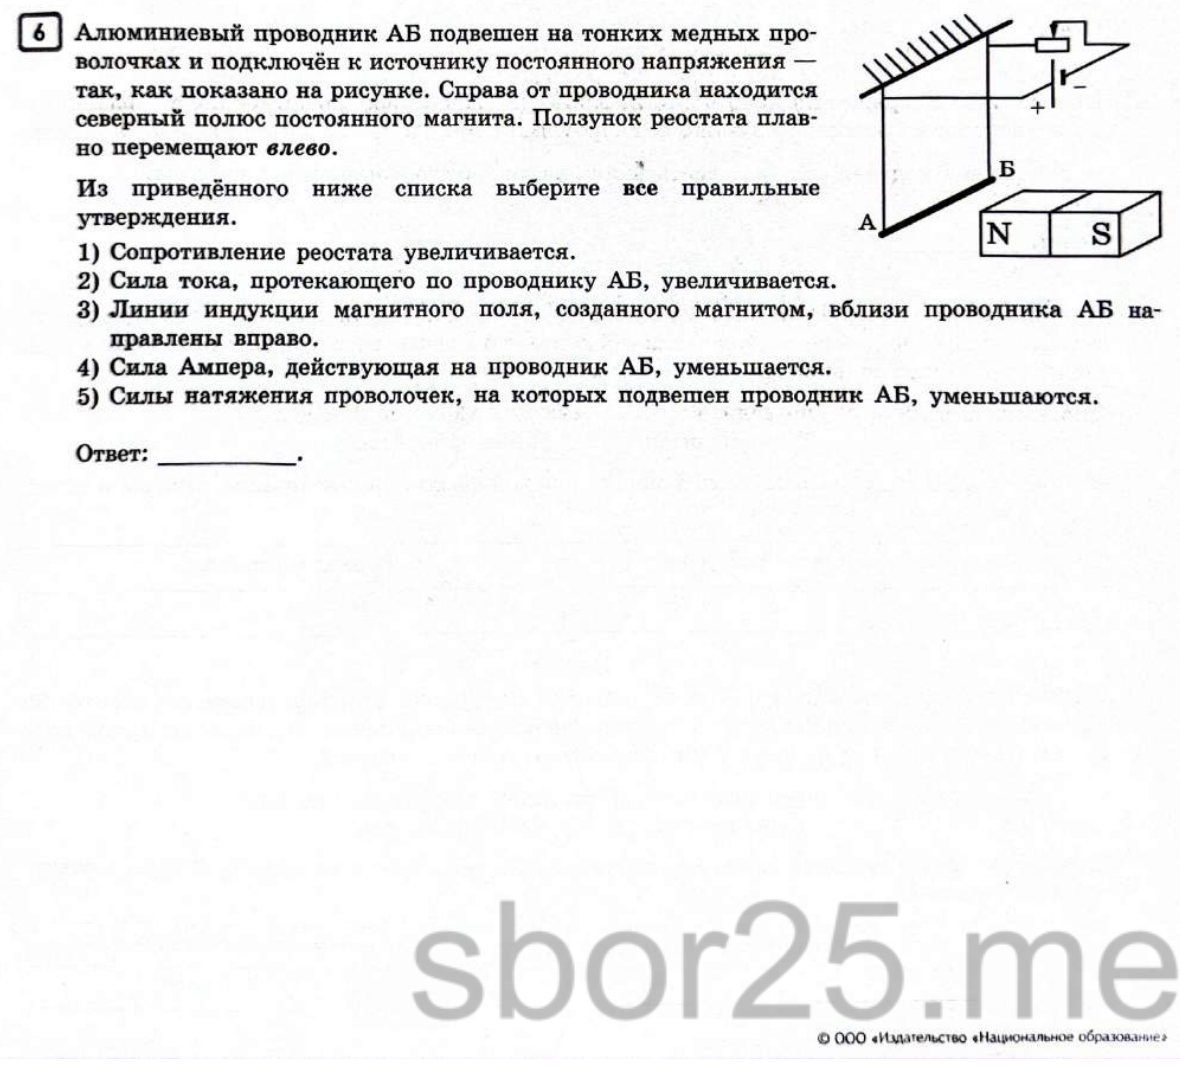 6 Алюминиевый проводник АБ подвешен на тонких медных про-
волочках и подключён к источнику постоянного напряжения —
так, как показано на рисунке. Справа от проводника находится
северный полюс постоянного магнита. Ползунок реостата плав-
но перемещают влево.
Из приведённого ниже списка выберите все правильные
утверждения.
1) Сопротивление реостата увеличивается.
2) Сила тока, протекающего по проводнику АБ, увеличивается.
3) Линии индукции магнитного поля, созданного магнитом, вблизи проводника АБ на-
правлены вправо.
4) Сила Ампера, действующая на проводник АБ, уменьшается.
5) Силы натяжения проволочек, на которых подвешен проводник АБ, уменьшаются.
Ответ: ____________.
+ −
Б
А
N S
sbor25.me
© ООО «Издательство «Национальное образование»